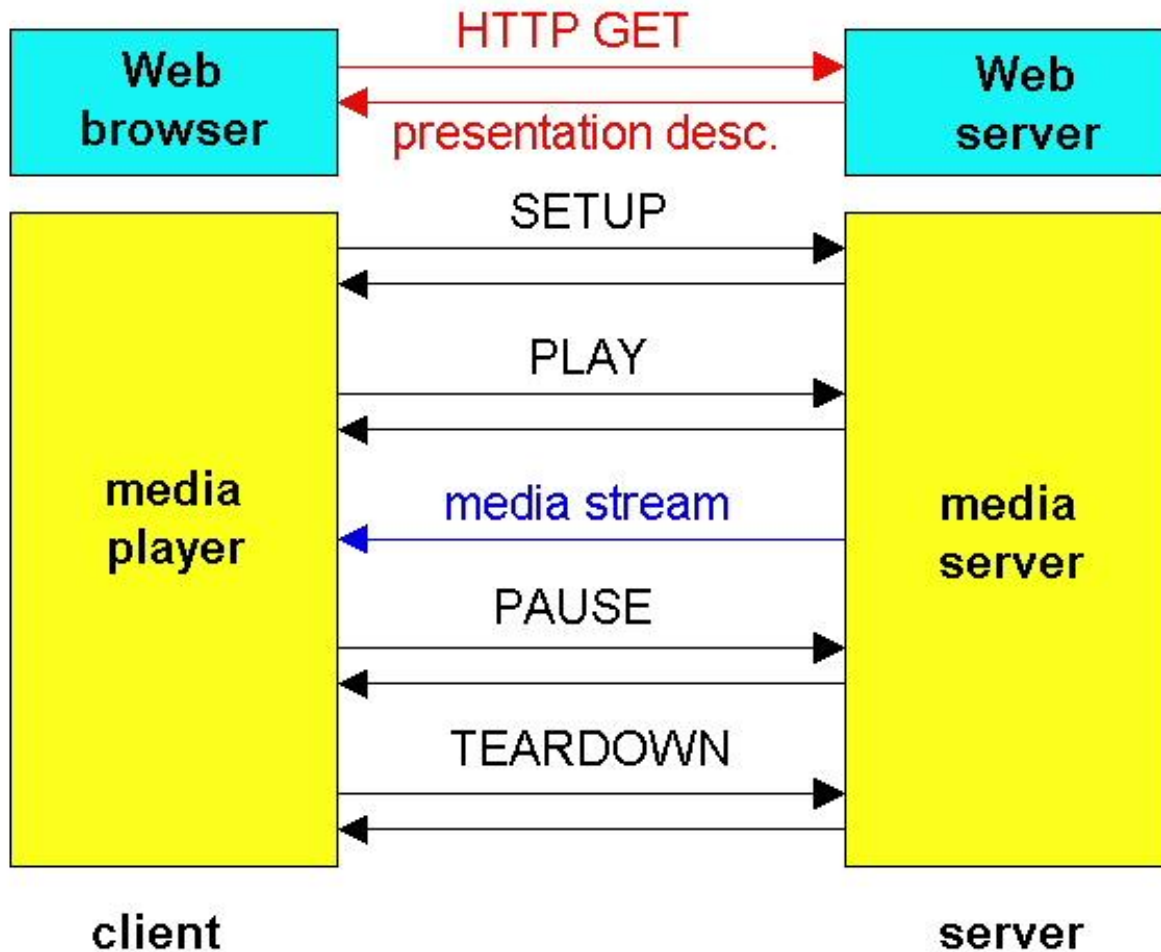 HTTP GET
Web
browser
Web
server
presentation desc.
SETUP
PLAY
media
player
media stream
media
server
PAUSE
TEARDOWN
client
server